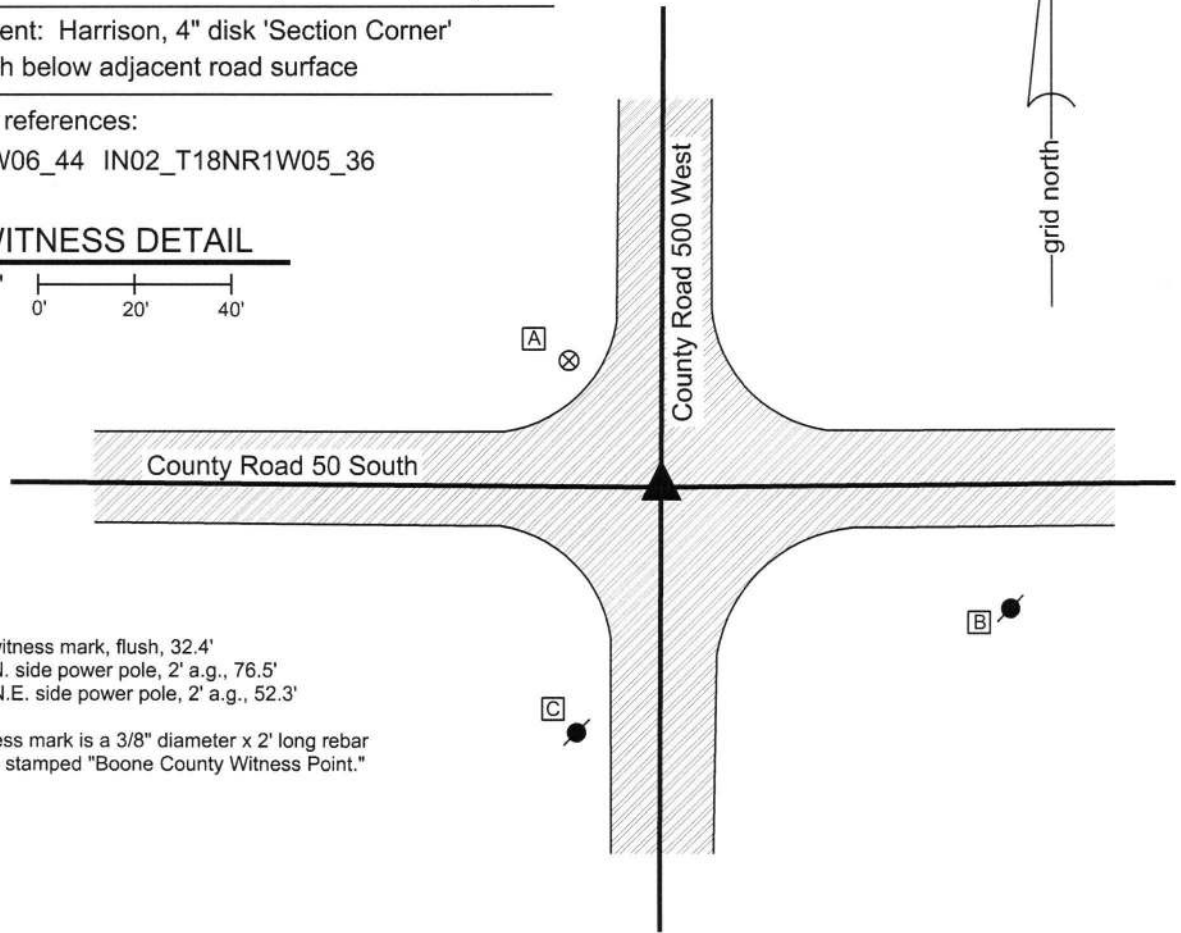 ent: Harrison, 4" disk 'Section Corner'
h below adjacent road surface
references:
W06_44 IN02_T18NR1W05_36
WITNESS DETAIL
0' 20' 40'
County Road 500 West
grid north
A
County Road 50 South
B
C
witness mark, flush, 32.4'
N. side power pole, 2' a.g., 76.5'
N.E. side power pole, 2' a.g., 52.3'
ess mark is a 3/8" diameter x 2' long rebar
stamped "Boone County Witness Point."